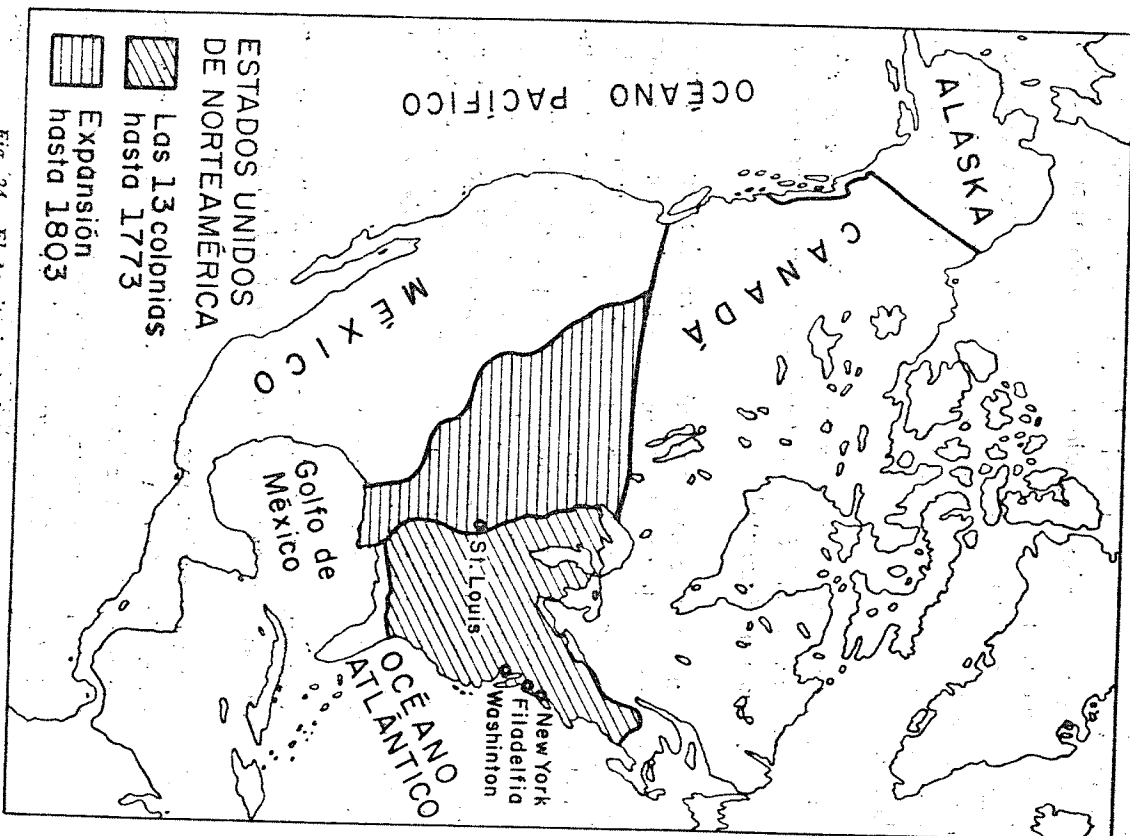 ALÁSKA
CANADÁ
OCÉANO PACÍFICO
MÉXICO
St. Louis
New York
Filadelfia
Washinton
OCÉANO
ATLÁNTICO
Golfo de
México
ESTADOS UNIDOS
DE NORTEAMÉRICA
Las 13 colonias
hasta 1773
Expansión
hasta 1803